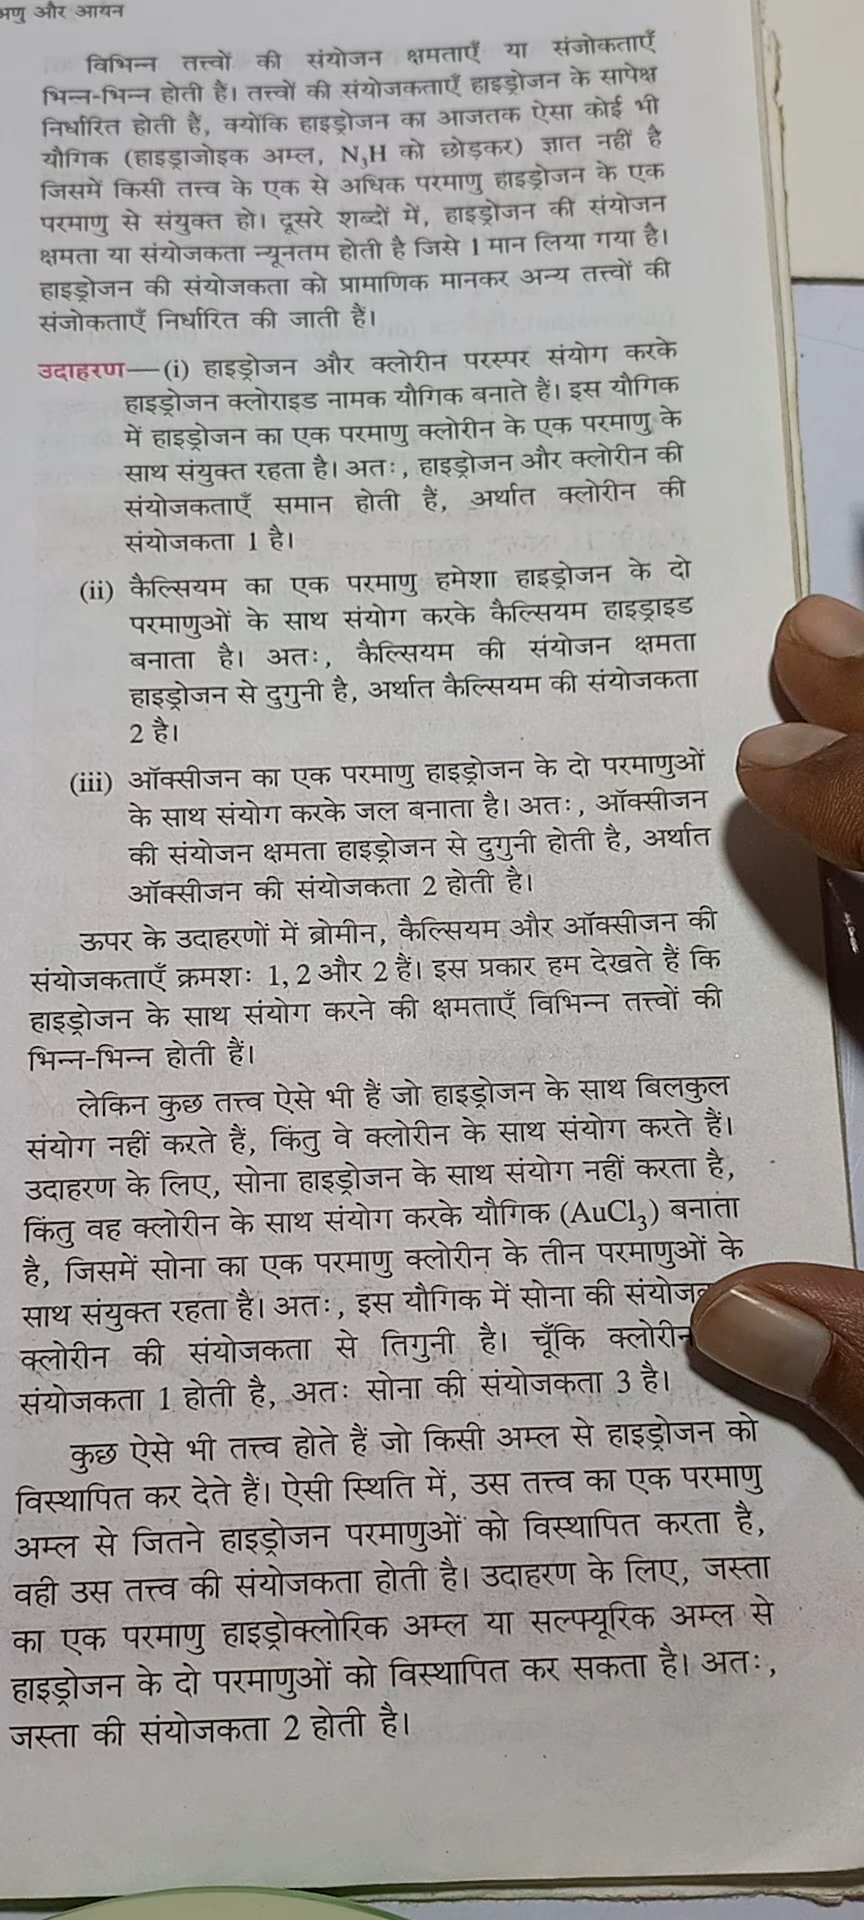 अणु और आयन
विभिन्न तत्त्वों की संयोजन क्षमताएँ या संजोकताएँ
भिन्न-भिन्न होती हैं। तत्त्वों की संयोजकताएँ हाइड्रोजन के सापेक्ष
निर्धारित होती हैं, क्योंकि हाइड्रोजन का आजतक ऐसा कोई भी
यौगिक (हाइड्राजोइक अम्ल, N₃H को छोड़कर) ज्ञात नहीं है
जिसमें किसी तत्त्व के एक से अधिक परमाणु हाइड्रोजन के एक
परमाणु से संयुक्त हो। दूसरे शब्दों में, हाइड्रोजन की संयोजन
क्षमता या संयोजकता न्यूनतम होती है जिसे 1 मान लिया गया है।
हाइड्रोजन की संयोजकता को प्रामाणिक मानकर अन्य तत्त्वों की
संजोकताएँ निर्धारित की जाती हैं।
उदाहरण—(i) हाइड्रोजन और क्लोरीन परस्पर संयोग करके
हाइड्रोजन क्लोराइड नामक यौगिक बनाते हैं। इस यौगिक
में हाइड्रोजन का एक परमाणु क्लोरीन के एक परमाणु के
साथ संयुक्त रहता है। अतः, हाइड्रोजन और क्लोरीन की
संयोजकताएँ समान होती हैं, अर्थात क्लोरीन की
संयोजकता 1 है।
(ii) कैल्सियम का एक परमाणु हमेशा हाइड्रोजन के दो
परमाणुओं के साथ संयोग करके कैल्सियम हाइड्राइड
बनाता है। अतः, कैल्सियम की संयोजन क्षमता
हाइड्रोजन से दुगुनी है, अर्थात कैल्सियम की संयोजकता
2 है।
(iii) ऑक्सीजन का एक परमाणु हाइड्रोजन के दो परमाणुओं
के साथ संयोग करके जल बनाता है। अतः, ऑक्सीजन
की संयोजन क्षमता हाइड्रोजन से दुगुनी होती है, अर्थात
ऑक्सीजन की संयोजकता 2 होती है।
ऊपर के उदाहरणों में ब्रोमीन, कैल्सियम और ऑक्सीजन की
संयोजकताएँ क्रमशः 1, 2 और 2 हैं। इस प्रकार हम देखते हैं कि
हाइड्रोजन के साथ संयोग करने की क्षमताएँ विभिन्न तत्त्वों की
भिन्न-भिन्न होती हैं।
लेकिन कुछ तत्त्व ऐसे भी हैं जो हाइड्रोजन के साथ बिलकुल
संयोग नहीं करते हैं, किंतु वे क्लोरीन के साथ संयोग करते हैं।
उदाहरण के लिए, सोना हाइड्रोजन के साथ संयोग नहीं करता है,
किंतु वह क्लोरीन के साथ संयोग करके यौगिक (AuCl₃) बनाता
है, जिसमें सोना का एक परमाणु क्लोरीन के तीन परमाणुओं के
साथ संयुक्त रहता है। अतः, इस यौगिक में सोना की
क्लोरीन की संयोजकता से तिगुनी है। चूँकि क्लोरीन
संयोजकता 1 होती है, अतः सोना की संयोजकता 3 है।
कुछ ऐसे भी तत्त्व होते हैं जो किसी अम्ल से हाइड्रोजन को
विस्थापित कर देते हैं। ऐसी स्थिति में, उस तत्त्व का एक परमाणु
अम्ल से जितने हाइड्रोजन परमाणुओं को विस्थापित करता है,
वही उस तत्त्व की संयोजकता होती है। उदाहरण के लिए, जस्ता
का एक परमाणु हाइड्रोक्लोरिक अम्ल या सल्फ्यूरिक अम्ल से
हाइड्रोजन के दो परमाणुओं को विस्थापित कर सकता है। अतः,
जस्ता की संयोजकता 2 होती है।